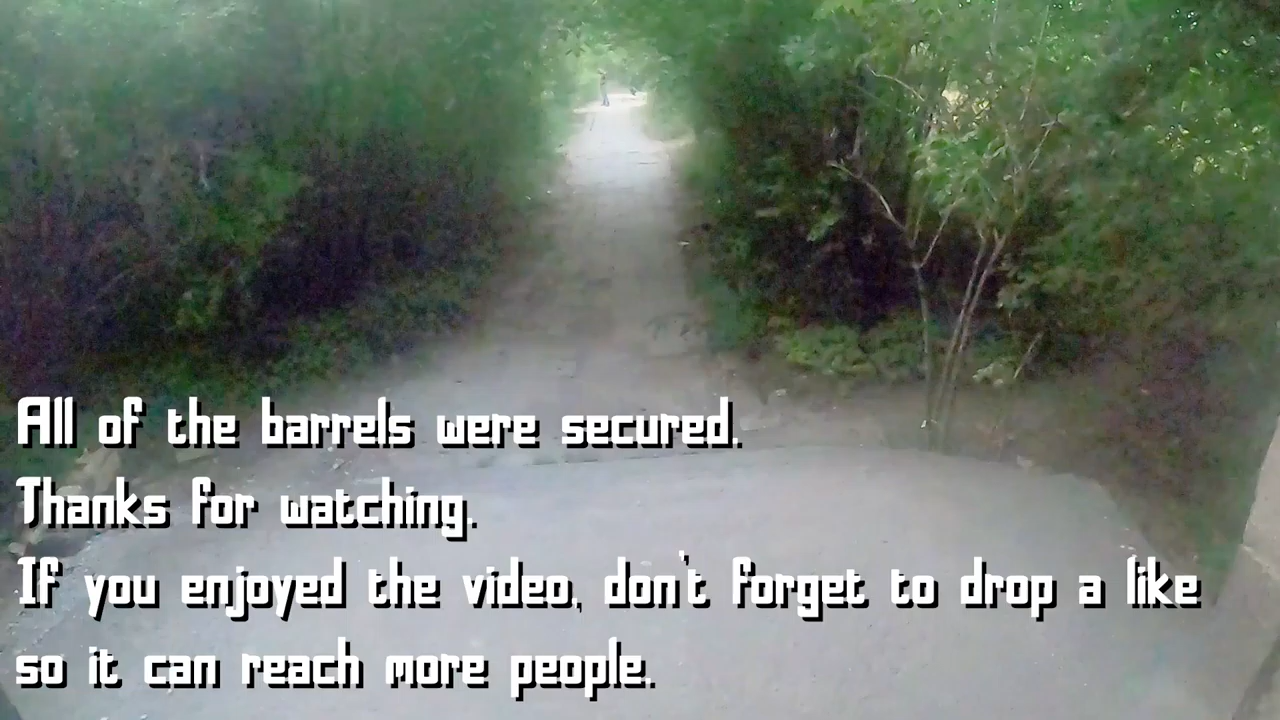 All of the barrels were secured.
Thanks for watching.
If you enjoyed the video, don't forget to drop a like
so it can reach more people.